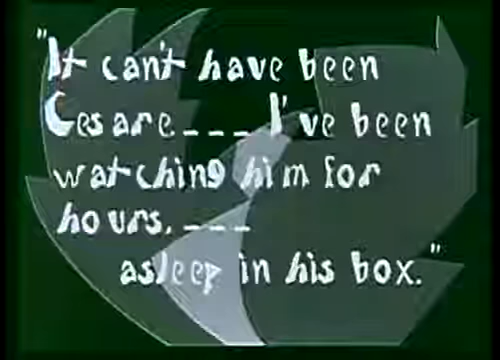 "It can't have been
Cesare___ I've been
watching him for
hours.___
asleep in his box."